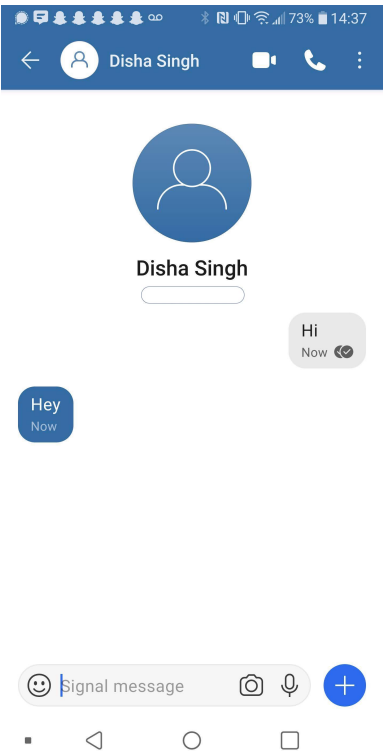 73% 14:37
Disha Singh
Disha Singh
Hi
Now
Hey
Now
Signal message